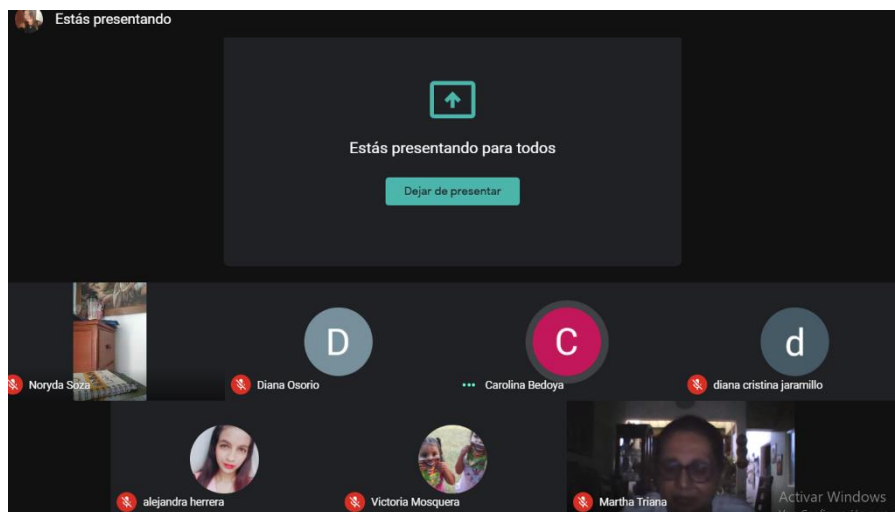 Estás presentando
Estás presentando para todos
Dejar de presentar
D
C
d
Noryda Soza
Diana Osorio
Carolina Bedoya
diana cristina jaramillo
alejandra herrera
Victoria Mosquera
Martha Triana
Activar Windows